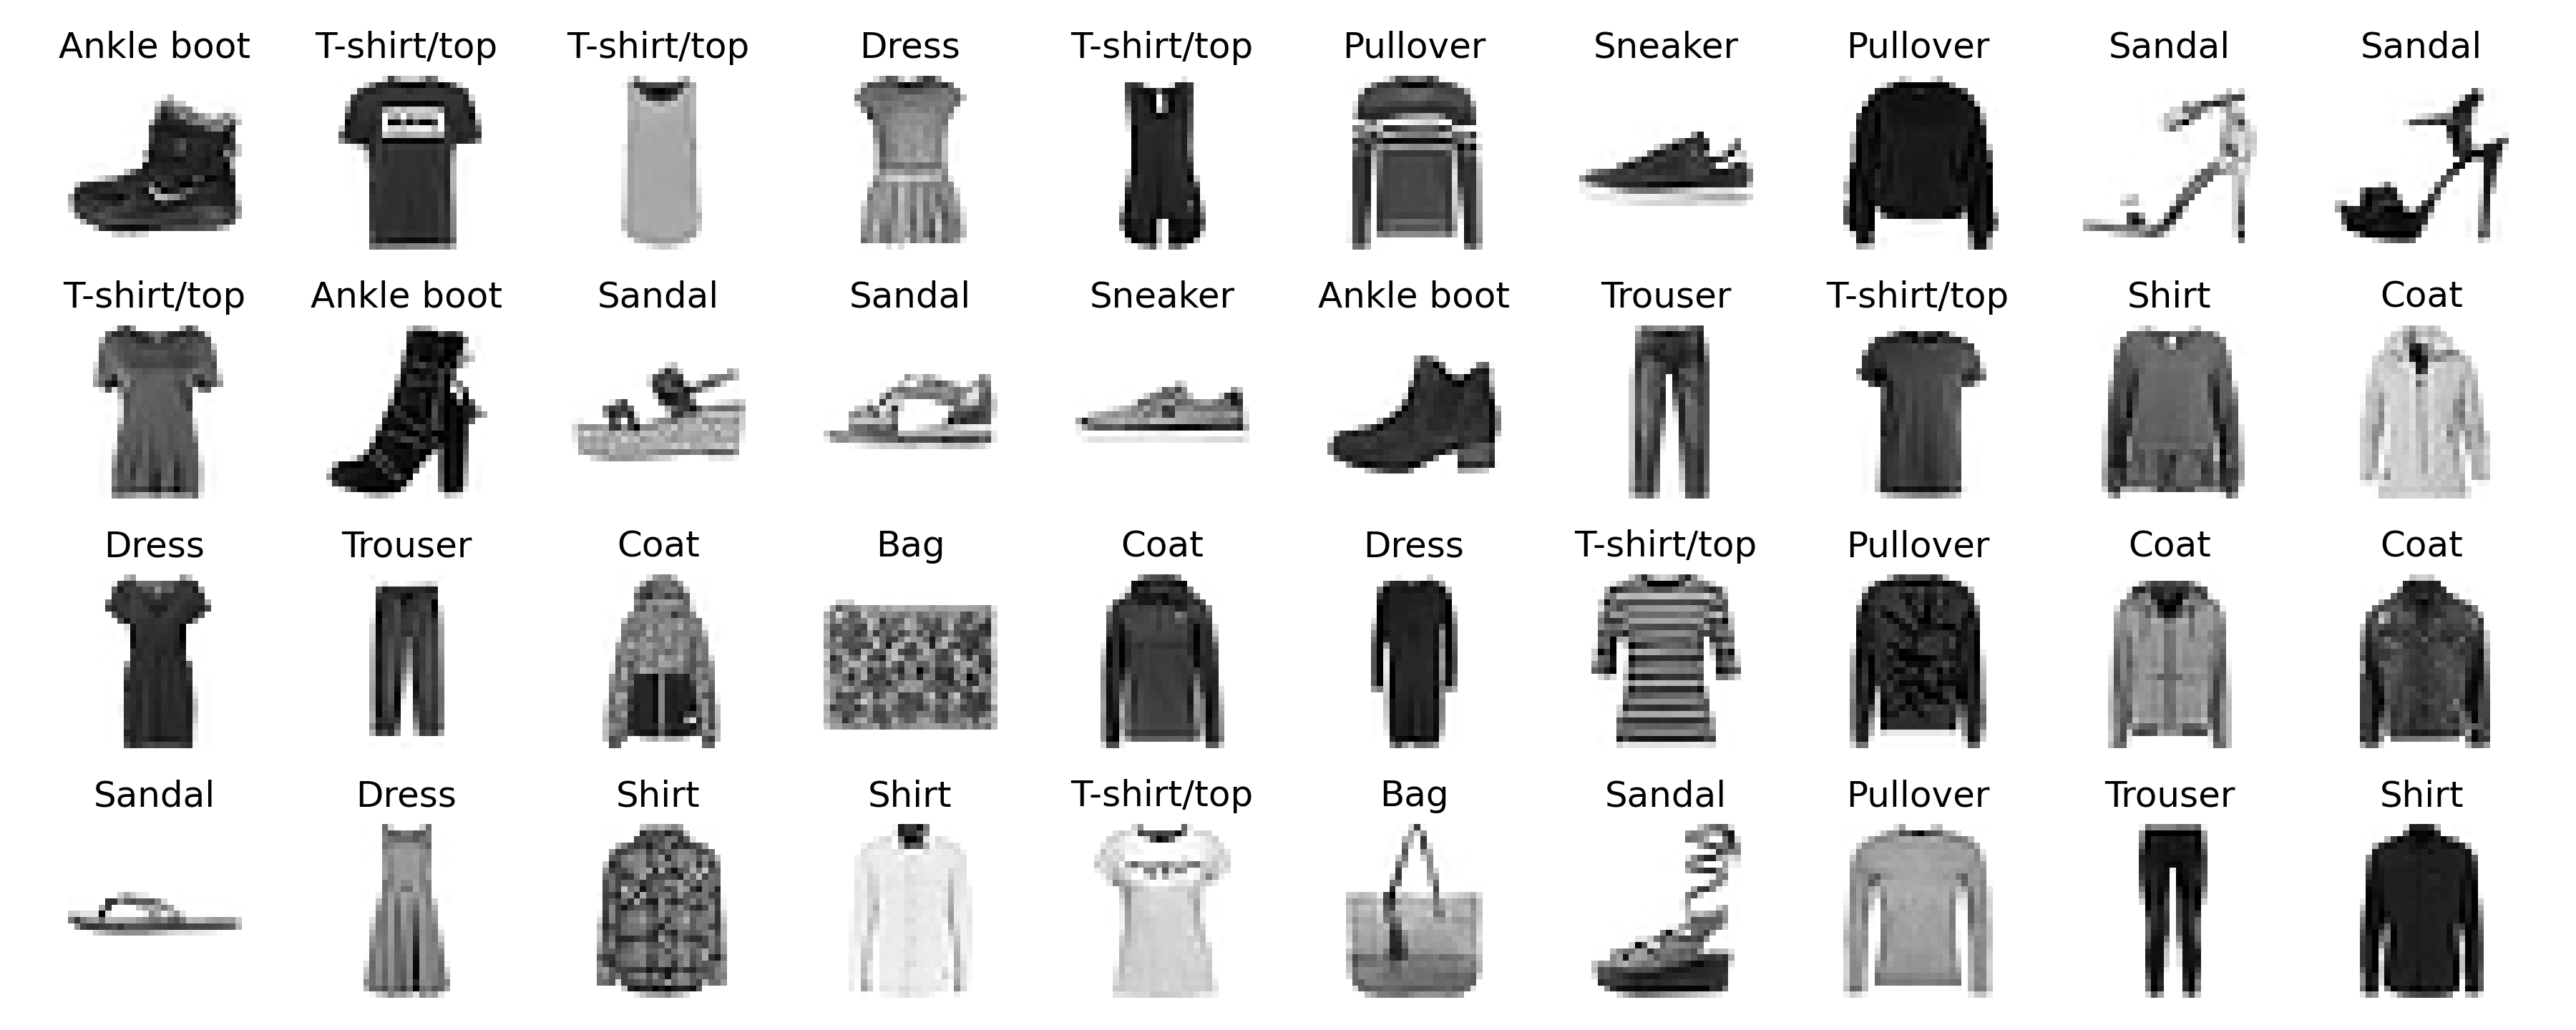 Ankle boot T-shirt/top T-shirt/top Dress T-shirt/top Pullover Sneaker Pullover Sandal Sandal
T-shirt/top Ankle boot Sandal Sandal Sneaker Ankle boot Trouser T-shirt/top Shirt Coat
Dress Trouser Coat Bag Coat Dress T-shirt/top Pullover Coat Coat
Sandal Dress Shirt Shirt T-shirt/top Bag Sandal Pullover Trouser Shirt